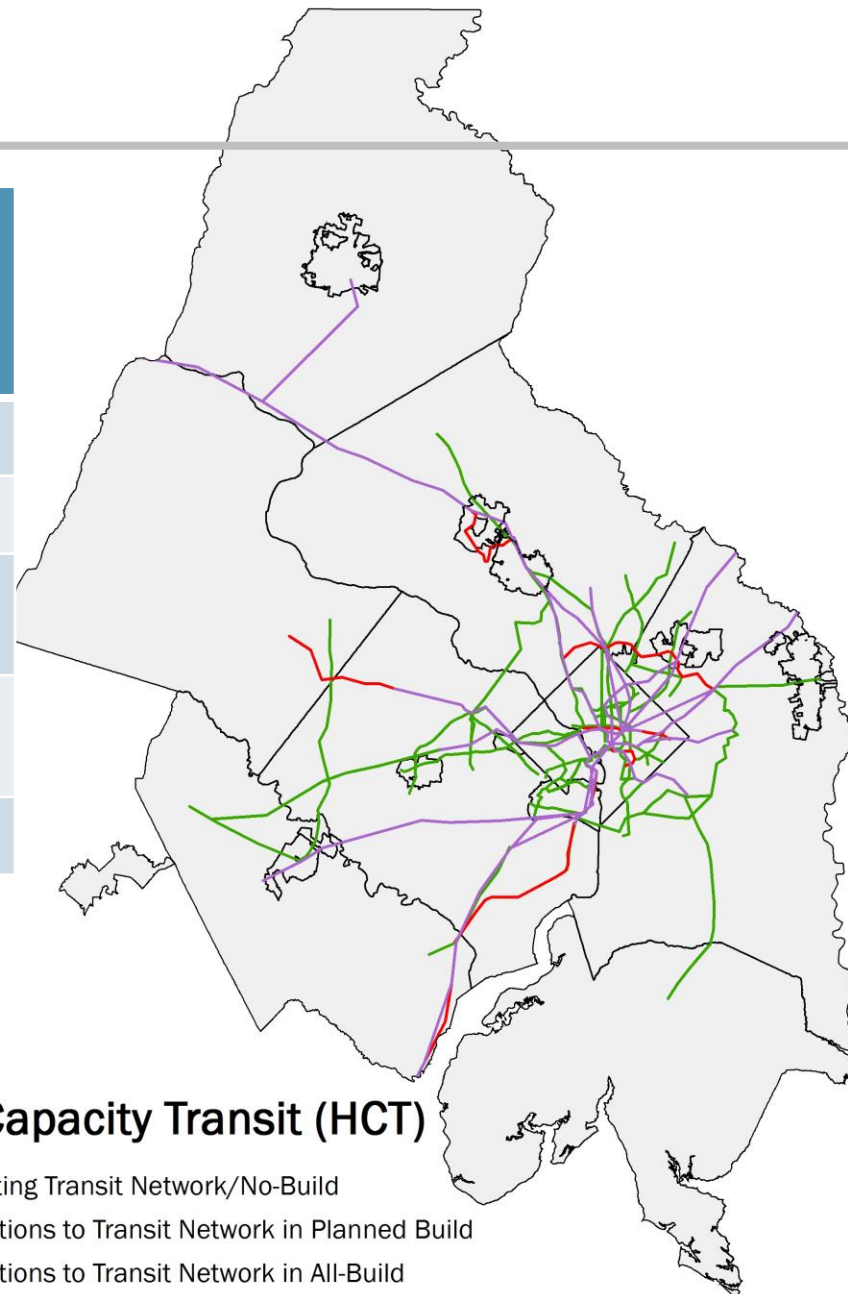 Capacity Transit (HCT)
ting Transit Network/No-Build
tions to Transit Network in Planned Build
tions to Transit Network in All-Build